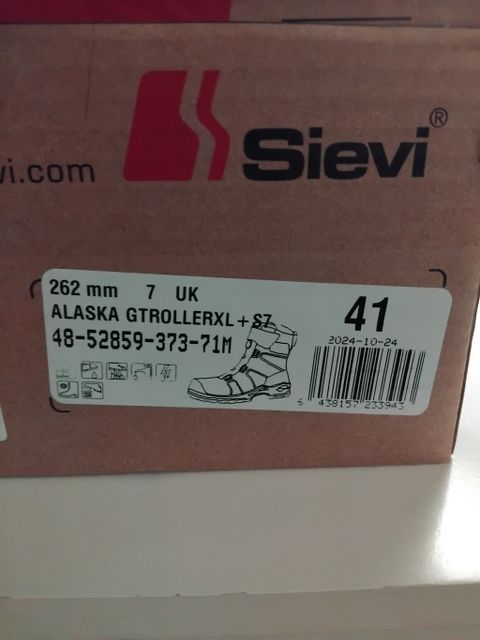 Sievi®
vi.com
262 mm 7 UK
ALASKA GTROLLERXL+ S7
48-52859-373-71M
41
2024-10-24
6 438157 233943